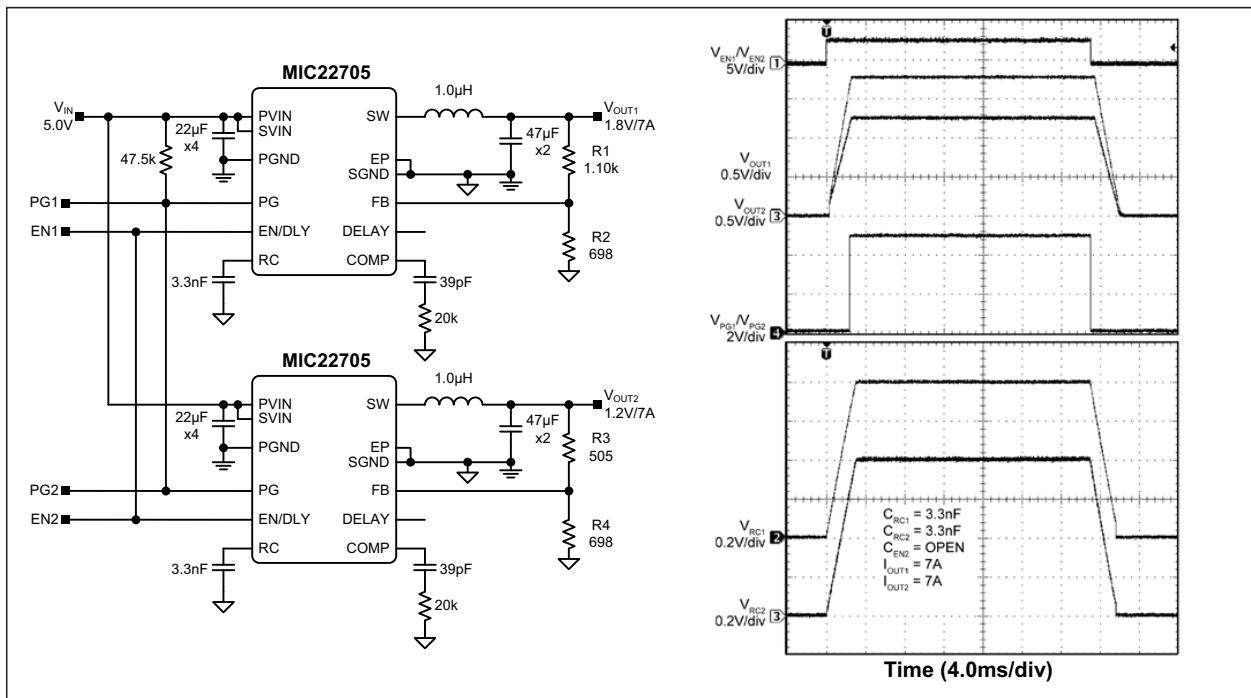 MIC22705
V_IN
5.0V
22µF
x4
47.5k
PVIN
SVIN
PGND
PG
EN/DLY
RC
SW
EP
SGND
FB
DELAY
COMP
1.0µH
V_OUT1
1.8V/7A
47µF
x2
R1
1.10k
R2
698
PG1
EN1
3.3nF
39pF
20k
MIC22705
22µF
x4
PVIN
SVIN
PGND
PG
EN/DLY
RC
SW
EP
SGND
FB
DELAY
COMP
1.0µH
V_OUT2
1.2V/7A
47µF
x2
R3
505
R4
698
PG2
EN2
3.3nF
39pF
20k
T
V_EN1/V_EN2
5V/div
1
V_OUT1
0.5V/div
V_OUT2
0.5V/div
3
V_PG1/V_PG2
2V/div
4
T
C_RC1 = 3.3nF
C_RC2 = 3.3nF
C_EN2 = OPEN
I_OUT1 = 7A
I_OUT2 = 7A
V_RC1
0.2V/div
2
V_RC2
0.2V/div
3
Time (4.0ms/div)